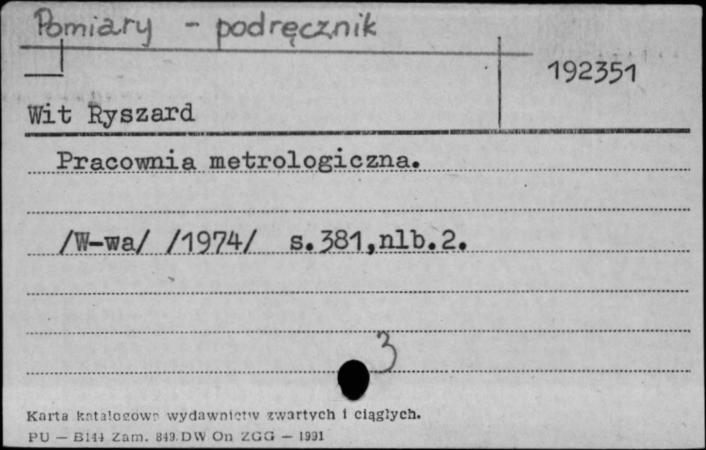 Pomiary - podręcznik
192351
Wit Ryszard
Pracownia metrologiczna.
/W-wa/ /1974/ s.381,nlb.2.
3
Karta katalogowa wydawnictw zwartych i ciągłych.
PU — B144 Zam. 849.DW On ZGG — 1991